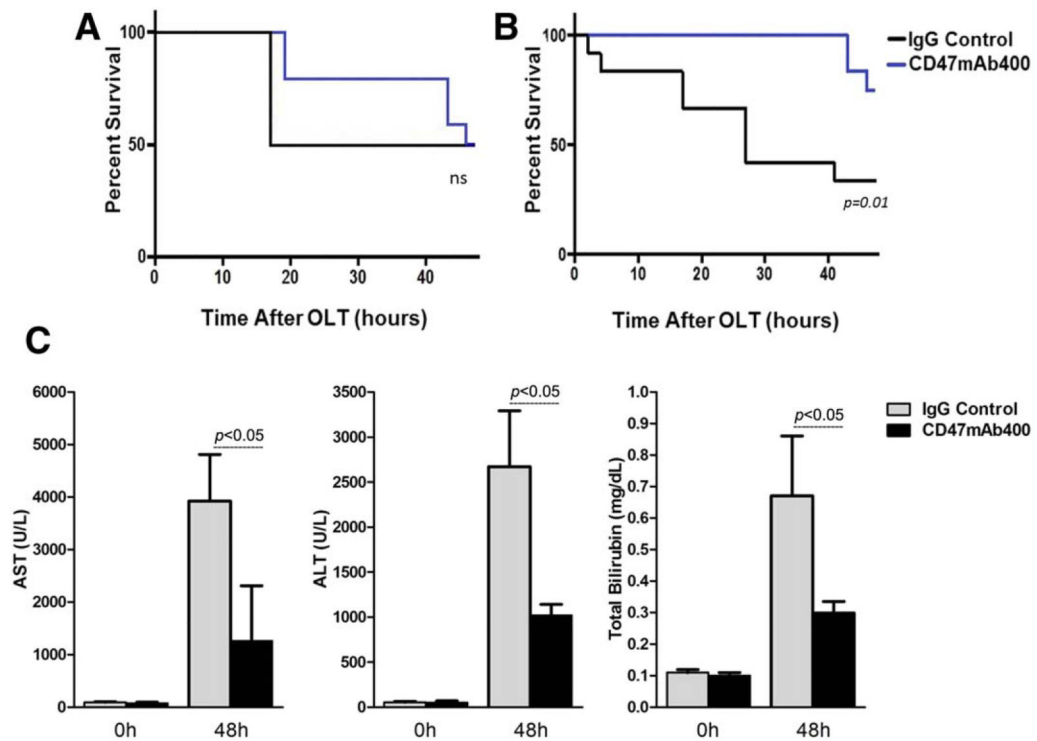 A
Percent Survival
100
50
0
ns
0 10 20 30 40
Time After OLT (hours)
B
Percent Survival
100
50
0
p=0.01
0 10 20 30 40
Time After OLT (hours)
IgG Control
CD47mAb400
C
AST (U/L)
6000
5000
4000
3000
2000
1000
0
p<0.05
0h 48h
ALT (U/L)
3500
3000
2500
2000
1500
1000
500
0
p<0.05
0h 48h
Total Bilirubin (mg/dL)
1.0
0.9
0.8
0.7
0.6
0.5
0.4
0.3
0.2
0.1
0.0
p<0.05
0h 48h
IgG Control
CD47mAb400